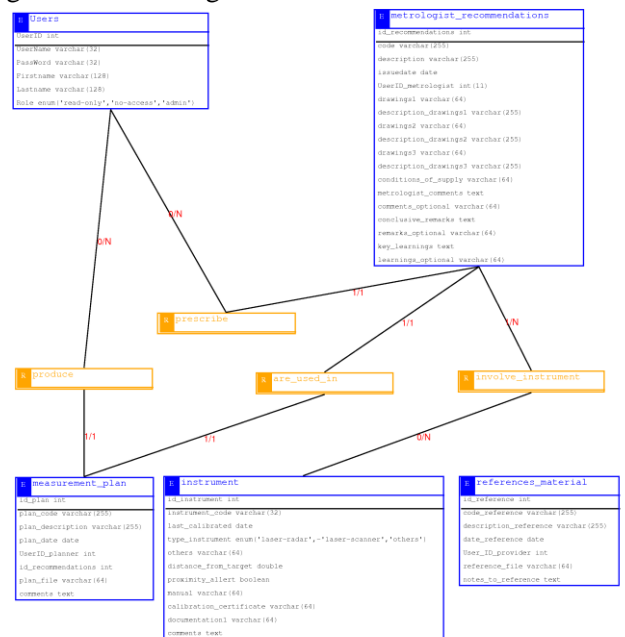 E Users
UserID int
UserName varchar(32)
PassWord varchar(32)
Firstname varchar(128)
Lastname varchar(128)
Role enum('read-only','no-access','admin')
E metrologist_recommendations
id_recommendations int
code varchar(255)
description varchar(255)
issuedate date
UserID_metrologist int(11)
drawings1 varchar(64)
description_drawings1 varchar(255)
drawings2 varchar(64)
description_drawings2 varchar(255)
drawings3 varchar(64)
description_drawings3 varchar(255)
conditions_of_supply varchar(64)
metrologist_comments text
comments_optional varchar(64)
conclusive_remarks text
remarks_optional varchar(64)
key_learnings text
learnings_optional varchar(64)
0/N
0/N
1/1
1/1
1/N
R prescribe
R produce
R are_used_in
R involve_instrument
1/1
1/1
0/N
E measurement_plan
id_plan int
plan_code varchar(255)
plan_description varchar(255)
plan_date date
UserID_planner int
id_recommendations int
plan_file varchar(64)
comments text
E instrument
id_instrument int
instrument_code varchar(32)
last_calibrated date
type_instrument enum('laser-radar',-'laser-scanner','others')
others varchar(64)
distance_from_target double
proximity_allert boolean
manual varchar(64)
calibration_certificate varchar(64)
documentation1 varchar(64)
comments text
E references_material
id_reference int
code_reference varchar(255)
description_reference varchar(255)
date_reference date
User_ID_provider int
reference_file varchar(64)
notes_to_reference text